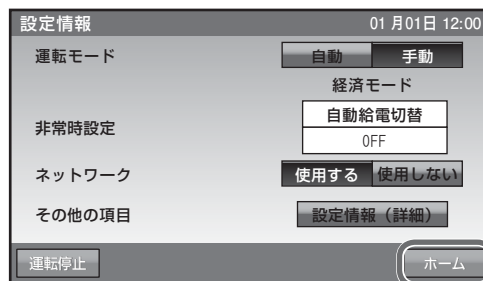 設定情報 01月01日 12:00
運転モード 自動 手動
経済モード
非常時設定 自動給電切替
OFF
ネットワーク 使用する 使用しない
その他の項目 設定情報（詳細）
運転停止 ホーム